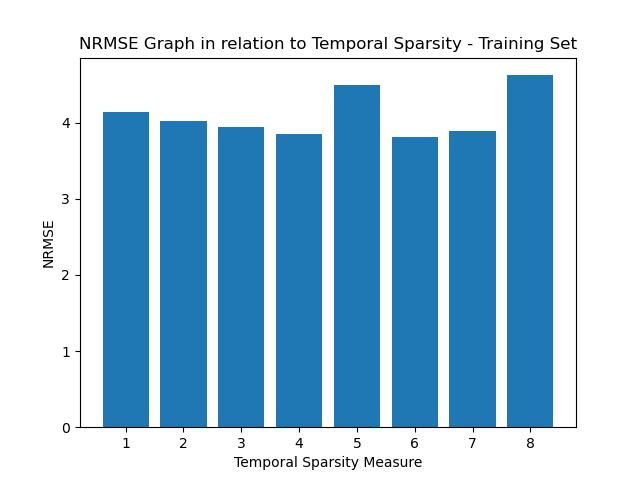 NRMSE Graph in relation to Temporal Sparsity - Training Set
4
3
2
1
0
NRMSE
1 2 3 4 5 6 7 8
Temporal Sparsity Measure